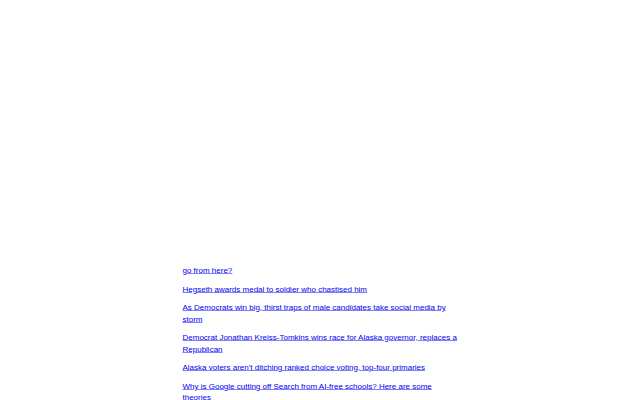 go from here?
Hegseth awards medal to soldier who chastised him
As Democrats win big, thirst traps of male candidates take social media by
storm
Democrat Jonathan Kreiss-Tomkins wins race for Alaska governor, replaces a
Republican
Alaska voters aren't ditching ranked choice voting, top-four primaries
Why is Google cutting off Search from AI-free schools? Here are some
theories